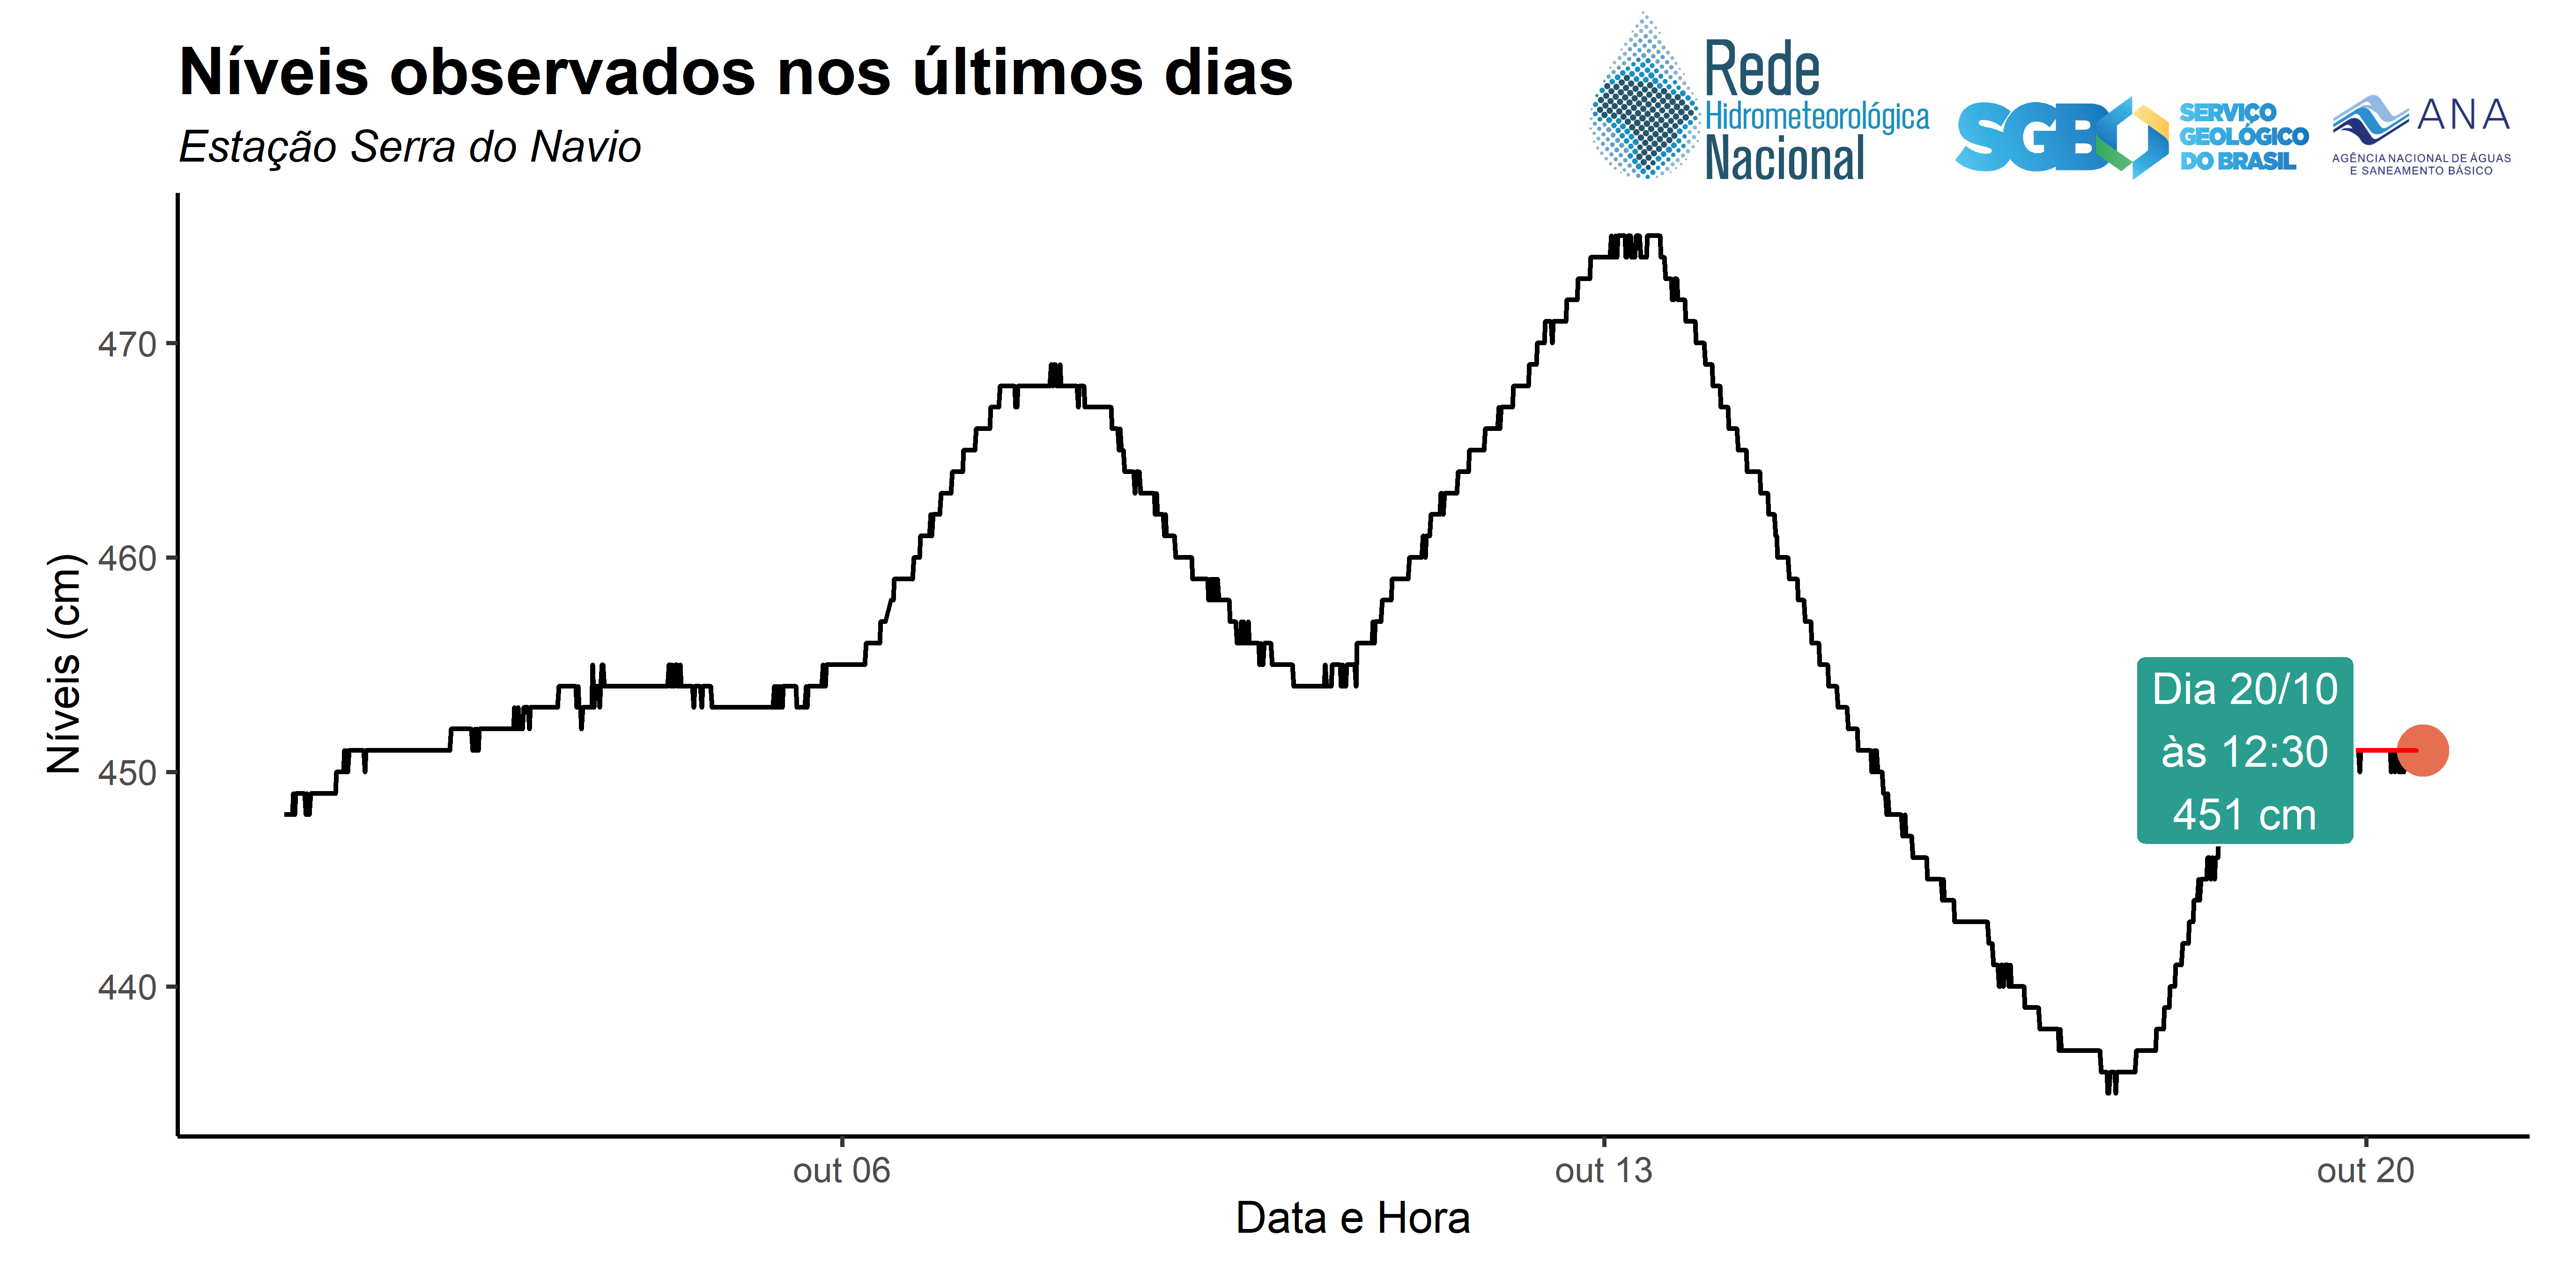 Níveis observados nos últimos dias
Estação Serra do Navio
Rede
Hidrometeorológica
Nacional
SGB
SERVIÇO
GEOLÓGICO
DO BRASIL
ANA
AGÊNCIA NACIONAL DE ÁGUAS
E SANEAMENTO BÁSICO
Níveis (cm)
470
460
450
440
Dia 20/10
às 12:30
451 cm
out 06
out 13
out 20
Data e Hora